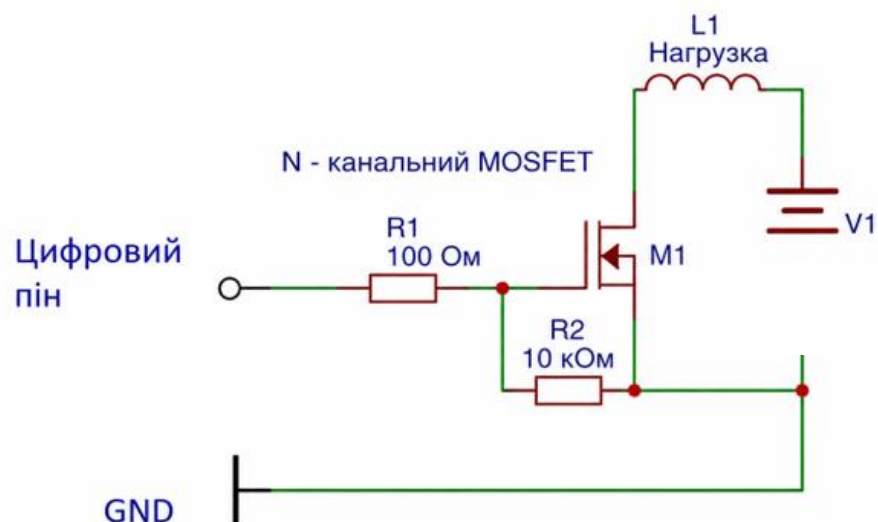 L1
Нагрузка
N - канальний MOSFET
R1
100 Ом
Цифровий
пін
M1
V1
R2
10 кОм
GND